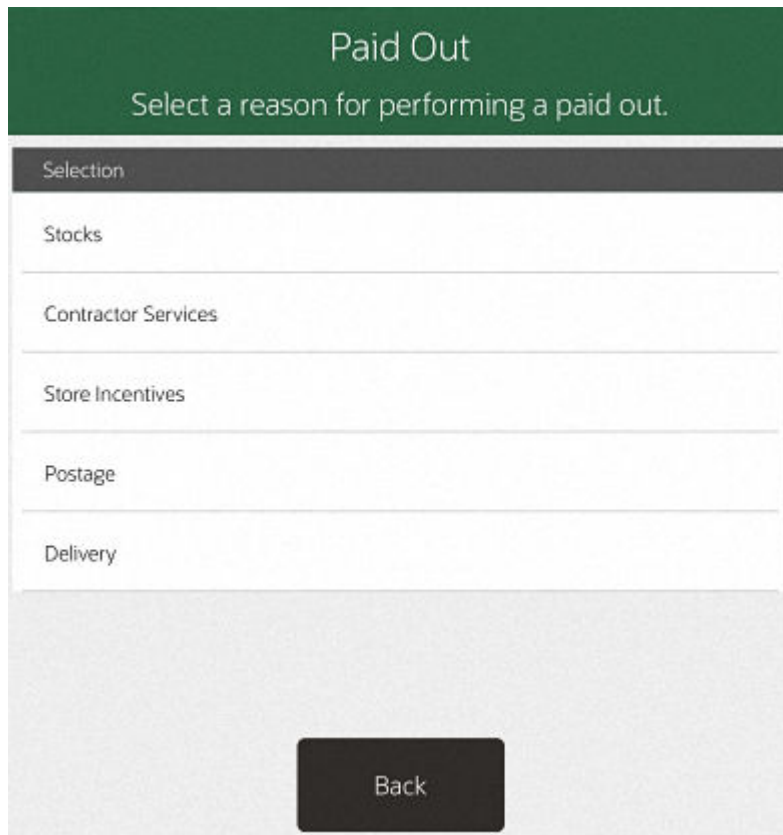 Paid Out
Select a reason for performing a paid out.
Selection
Stocks
Contractor Services
Store Incentives
Postage
Delivery
Back